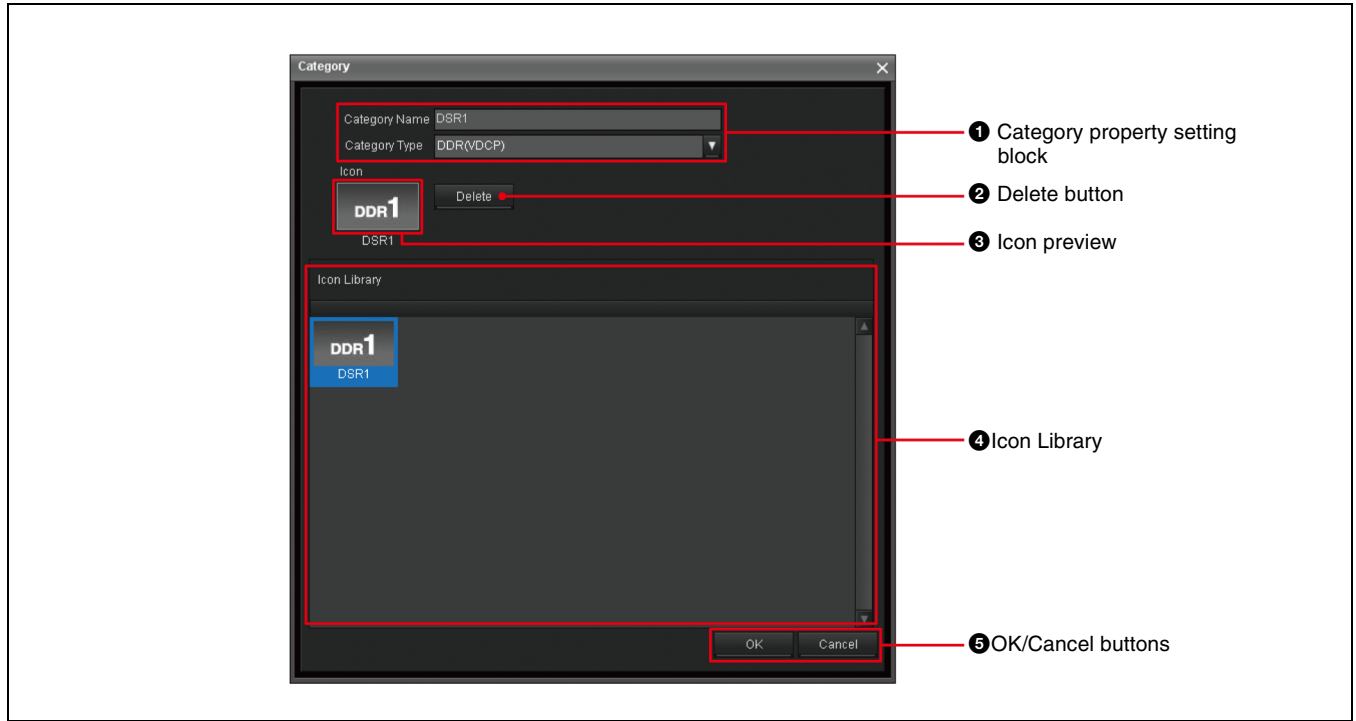 Category
Category Name DSR1
Category Type DDR(VDCP)
Icon
DDR1
Delete
DSR1
Icon Library
DDR1
DSR1
OK Cancel
❶ Category property setting
block
❷ Delete button
❸ Icon preview
❹Icon Library
❺OK/Cancel buttons